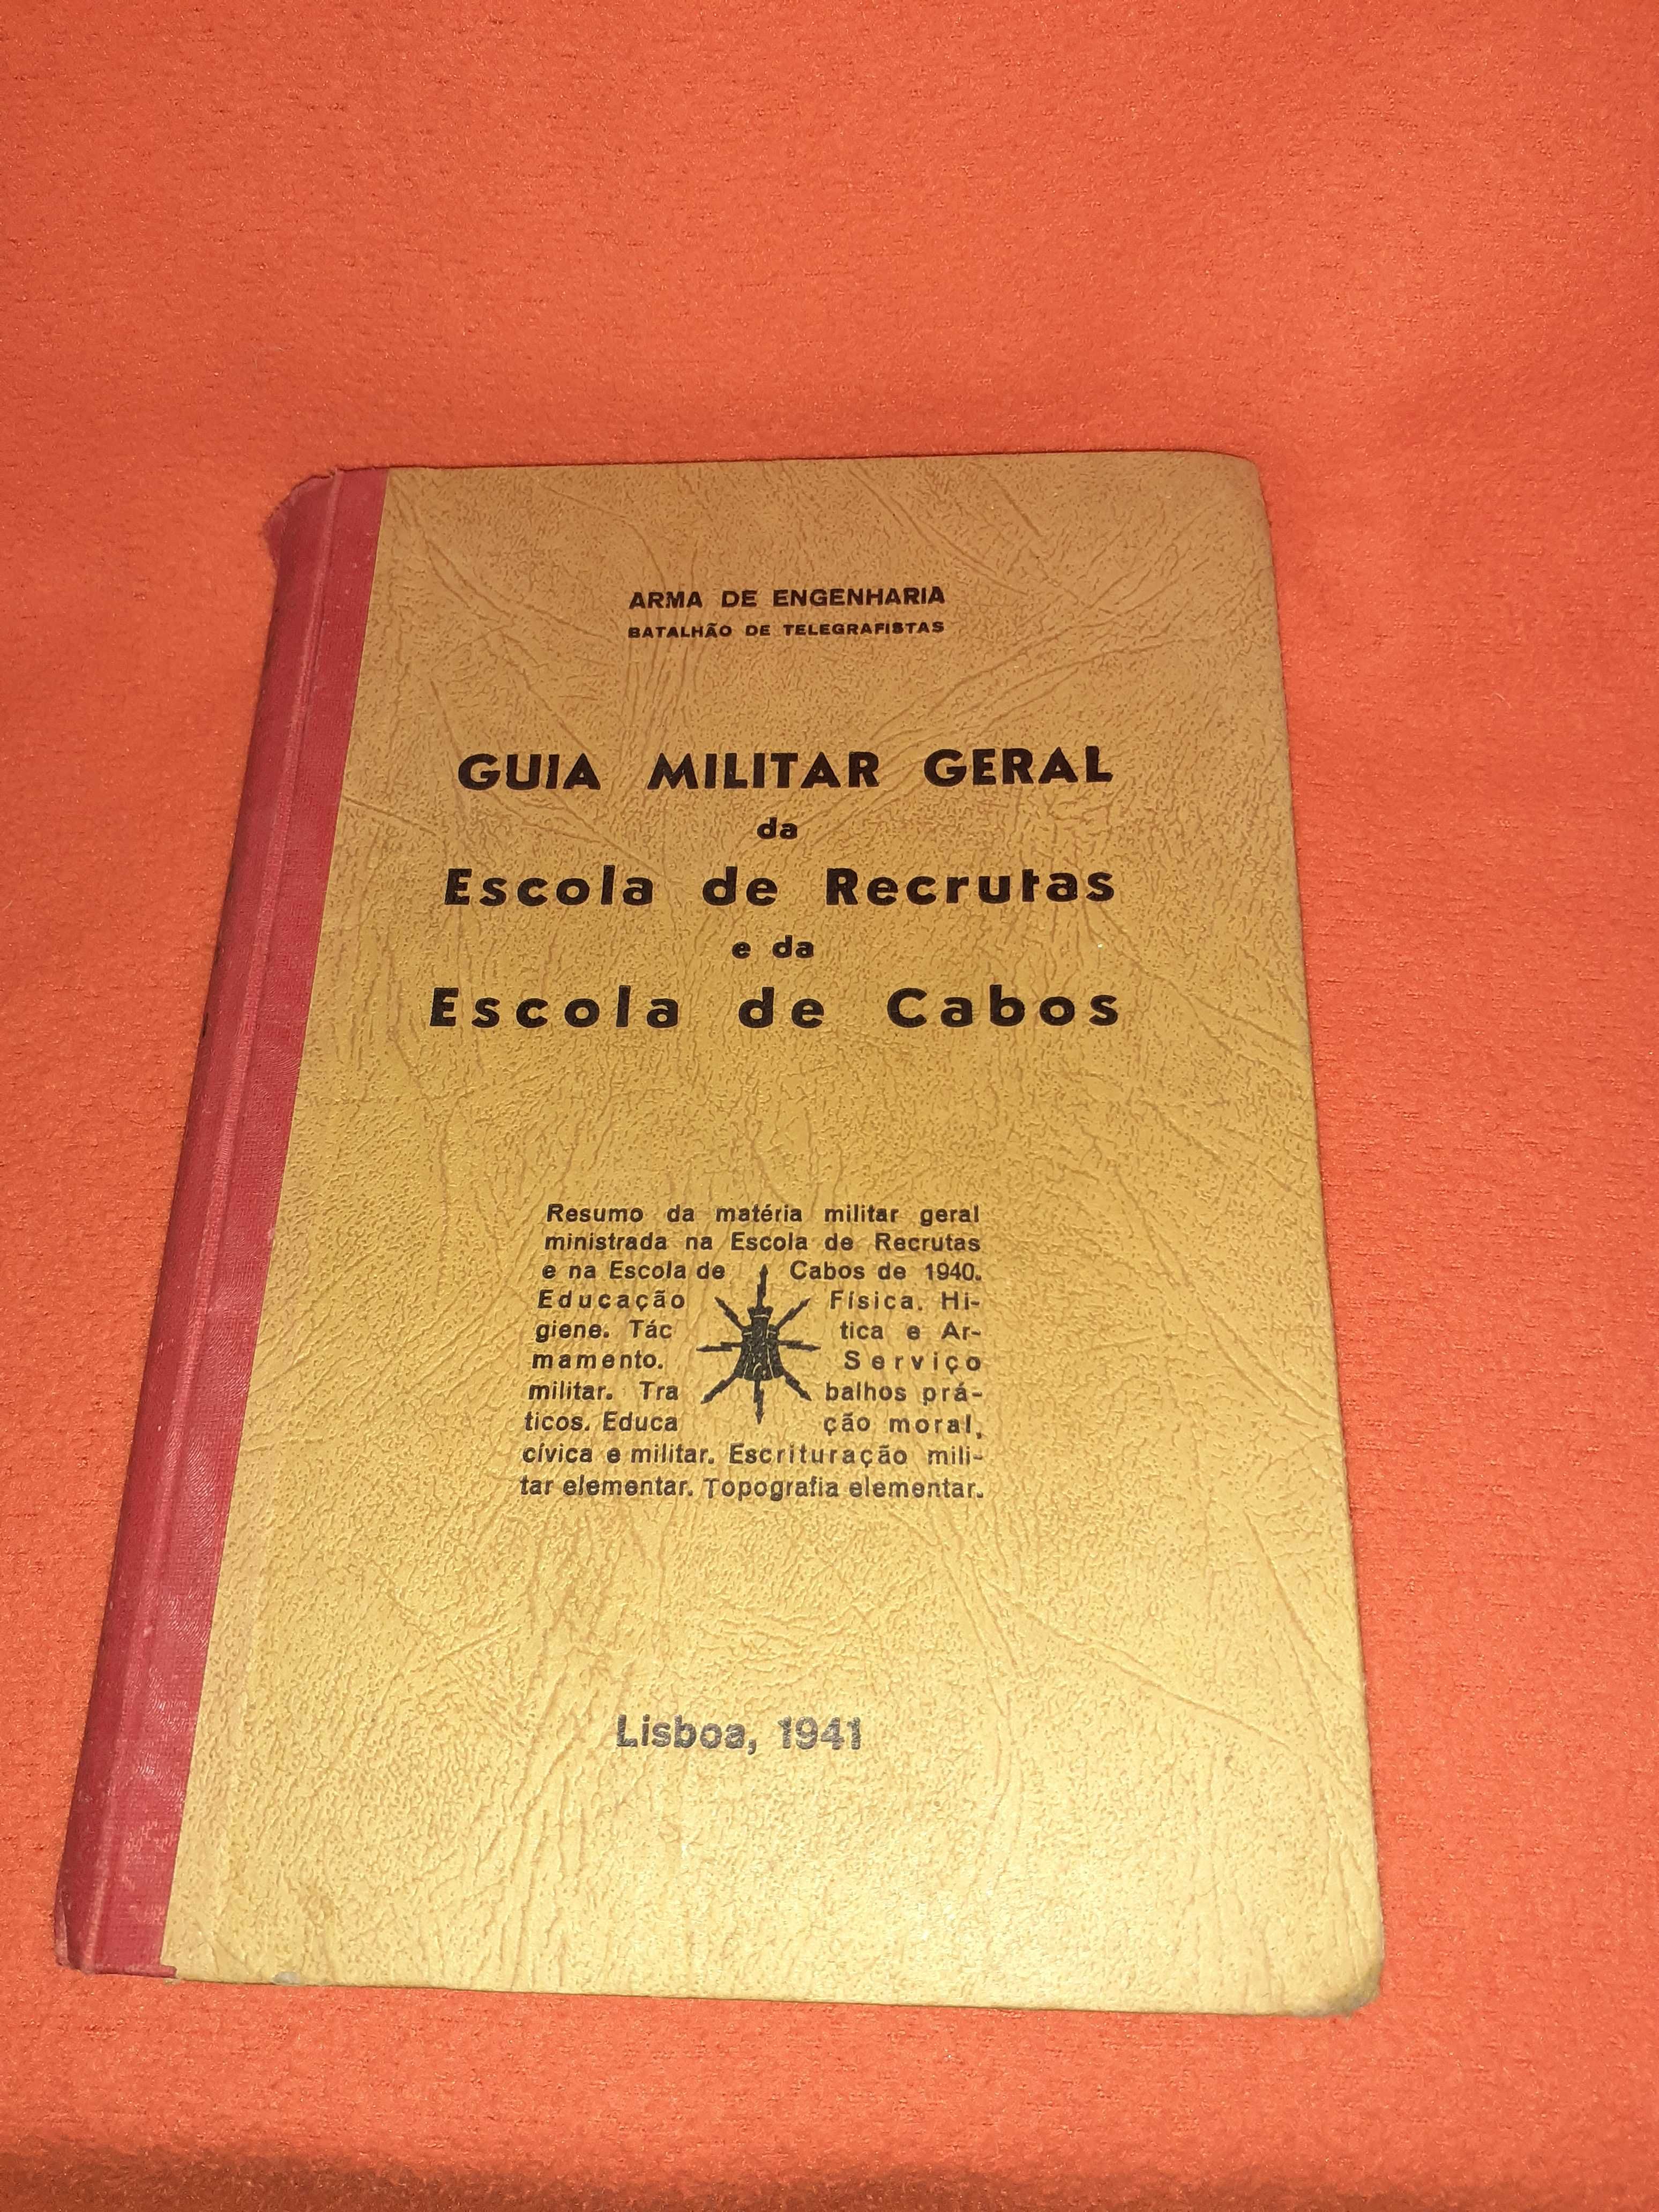 ARMA DE ENGENHARIA
BATALHÃO DE TELEGRAFISTAS
GUIA MILITAR GERAL
da
Escola de Recrutas
e da
Escola de Cabos
Resumo da matéria militar geral
ministrada na Escola de Recrutas
e na Escola de Cabos de 1940.
Educação Física. Hi-
giene. Tác tica e Ar-
mamento. Serviço
militar. Tra balhos prá-
ticos. Educa ção moral,
cívica e militar. Escrituração mili-
tar elementar. Topografia elementar.
Lisboa, 1941